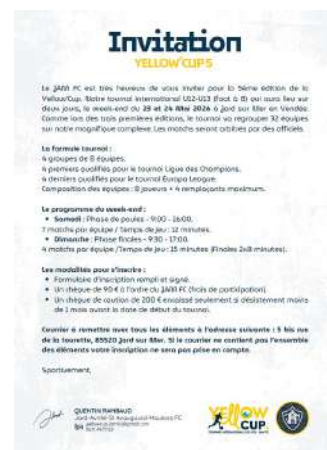 Invitation
YELLOW'CUP 5
Le JARA FC est très heureux de vous inviter pour la 5ème édition de la
Yellow'Cup. Notre tournoi international U12-U13 (foot à 8) qui aura lieu sur
deux jours, le week-end du 23 et 24 Mai 2026 à Jard sur Mer en Vendée.
Comme lors des trois premières éditions, le tournoi va regrouper 32 équipes
sur notre magnifique complexe. Les matchs seront arbitrés par des officiels.
La formule tournoi :
4 groupes de 8 équipes.
4 premiers qualifiés pour le tournoi Ligue des Champions.
4 derniers qualifiés pour le tournoi Europa League.
Composition des équipes : 8 joueurs + 4 remplaçants maximum.
Le programme du week-end :
• Samedi : Phase de poules - 9:00 - 18:00.
7 matchs par équipe / Temps de jeu : 12 minutes.
• Dimanche : Phase finales - 9:30 - 17:00.
4 matchs par équipe / Temps de jeu : 15 minutes (Finales 2x8 minutes).
Les modalités pour s'inscrire :
• Formulaire d'inscription rempli et signé.
• Un chèque de 90 € à l'ordre du JARA FC (frais de participation).
• Un chèque de caution de 200 € encaissé seulement si désistement moins
de 1 mois avant la date de début du tournoi.
Courrier à remettre avec tous les éléments à l'adresse suivante : 5 bis rue
de la tourette, 85520 Jard sur Mer. Si le courrier ne contient pas l'ensemble
des éléments votre inscription ne sera pas prise en compte.
Sportivement,
QUENTIN RAMBAUD
YELLOW
CUP